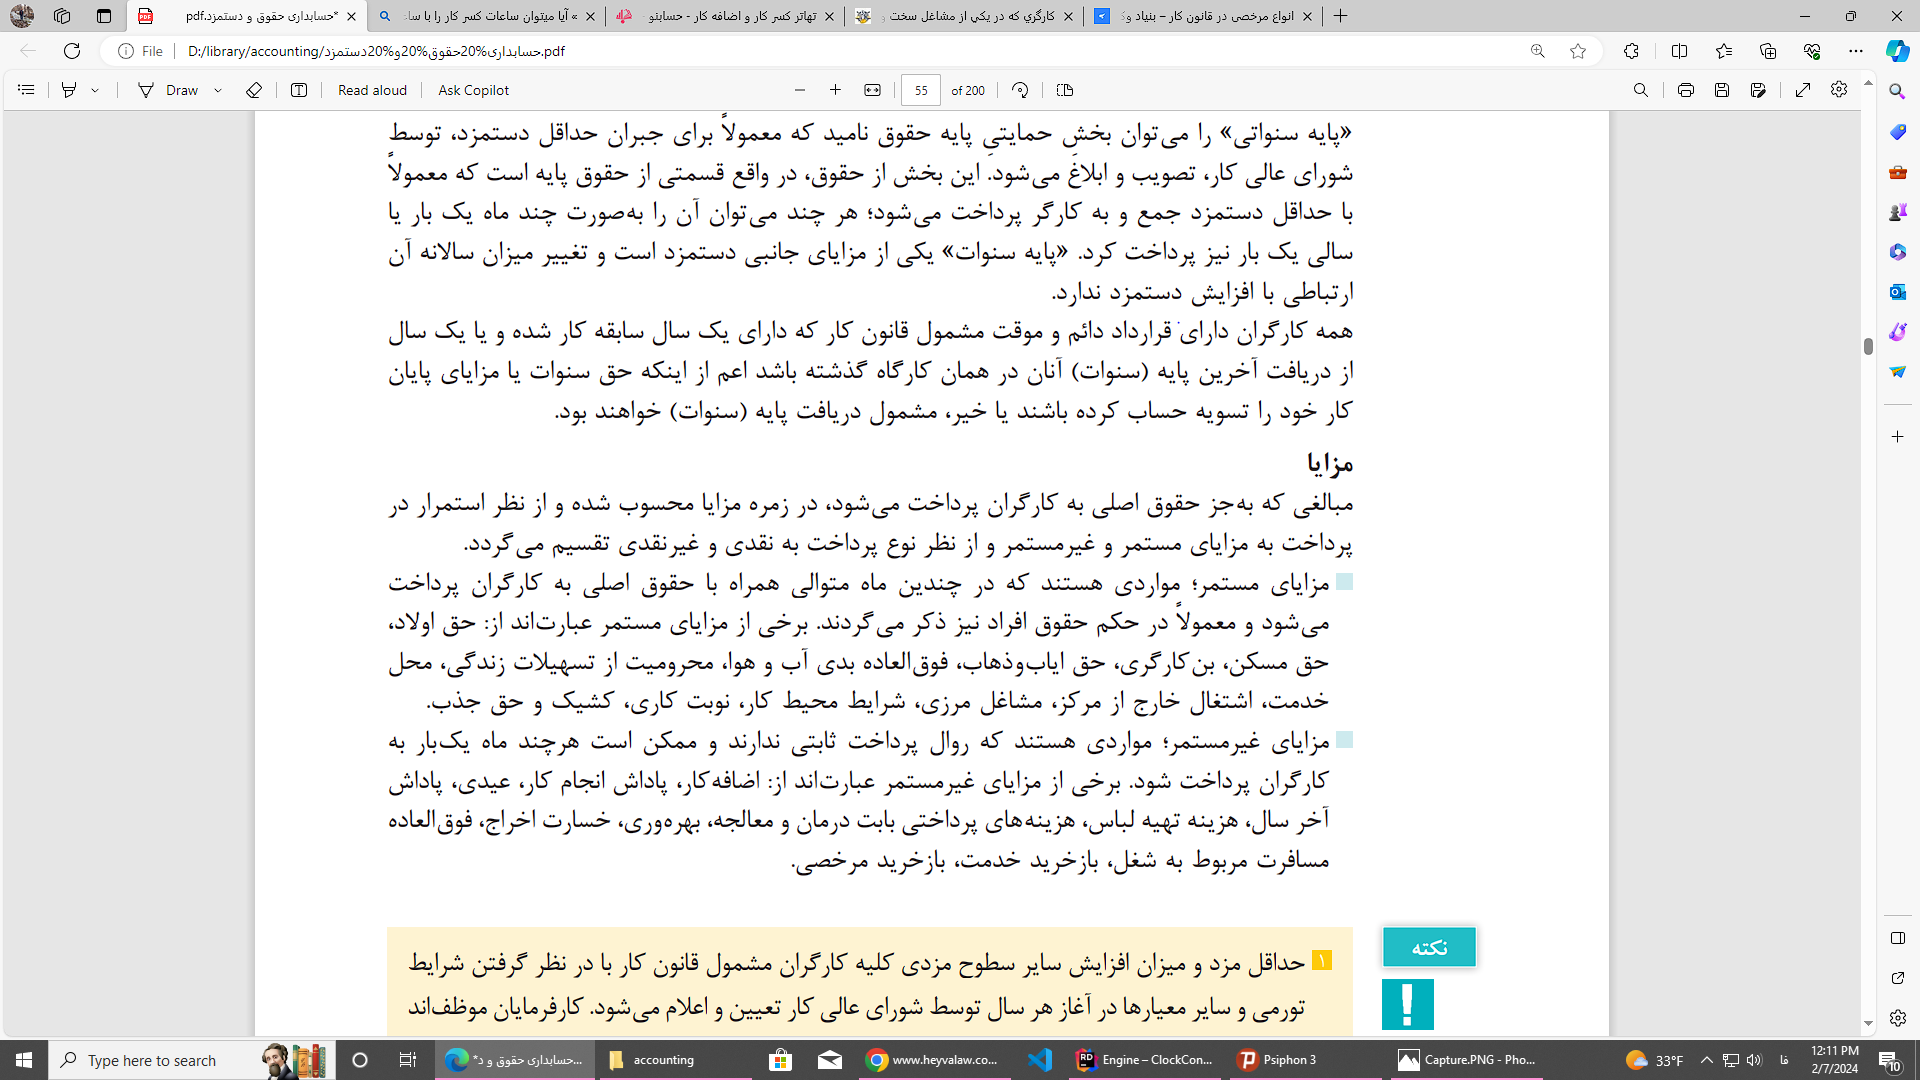 حسابداری حقوق و دستمزد.pdf*
» آیا میتوان ساعات کسر کار را با ساع
تهاتر کسر کار و اضافه کار - حسابنو
کارگري که در يکي از مشاغل سخت و
انواع مرخصی در قانون کار – بنیاد وک
File
D:/library/accounting/حسابداری%20حقوق%20و%20دستمزد.pdf
Draw
Read aloud
Ask Copilot
55
of 200
«پایه سنواتی» را می‌توان بخشِ حمایتیِ پایه حقوق نامید که معمولاً برای جبران حداقل دستمزد، توسط
شورای عالی کار، تصویب و ابلاغ می‌شود. این بخش از حقوق، در واقع قسمتی از حقوق پایه است که معمولاً
با حداقل دستمزد جمع و به کارگر پرداخت می‌شود؛ هر چند می‌توان آن را به‌صورت چند ماه یک بار یا
سالی یک بار نیز پرداخت کرد. «پایه سنوات» یکی از مزایای جانبی دستمزد است و تغییر میزان سالانه آن
ارتباطی با افزایش دستمزد ندارد.
همه کارگران دارای قرارداد دائم و موقت مشمول قانون کار که دارای یک سال سابقه کار شده و یا یک سال
از دریافت آخرین پایه (سنوات) آنان در همان کارگاه گذشته باشد اعم از اینکه حق سنوات یا مزایای پایان
کار خود را تسویه حساب کرده باشند یا خیر، مشمول دریافت پایه (سنوات) خواهند بود.
مزایا
مبالغی که به‌جز حقوق اصلی به کارگران پرداخت می‌شود، در زمره مزایا محسوب شده و از نظر استمرار در
پرداخت به مزایای مستمر و غیرمستمر و از نظر نوع پرداخت به نقدی و غیرنقدی تقسیم می‌گردد.
مزایای مستمر؛ مواردی هستند که در چندین ماه متوالی همراه با حقوق اصلی به کارگران پرداخت
می‌شود و معمولاً در حکم حقوق افراد نیز ذکر می‌گردند. برخی از مزایای مستمر عبارت‌اند از: حق اولاد،
حق مسکن، بن‌کارگری، حق ایاب‌وذهاب، فوق‌العاده بدی آب و هوا، محرومیت از تسهیلات زندگی، محل
خدمت، اشتغال خارج از مرکز، مشاغل مرزی، شرایط محیط کار، نوبت کاری، کشیک و حق جذب.
مزایای غیرمستمر؛ مواردی هستند که روال پرداخت ثابتی ندارند و ممکن است هرچند ماه یک‌بار به
کارگران پرداخت شود. برخی از مزایای غیرمستمر عبارت‌اند از: اضافه‌کار، پاداش انجام کار، عیدی، پاداش
آخر سال، هزینه تهیه لباس، هزینه‌های پرداختی بابت درمان و معالجه، بهره‌وری، خسارت اخراج، فوق‌العاده
مسافرت مربوط به شغل، بازخرید خدمت، بازخرید مرخصی.
نکته
!
۱ حداقل مزد و میزان افزایش سایر سطوح مزدی کلیه کارگران مشمول قانون کار با در نظر گرفتن شرایط
تورمی و سایر معیارها در آغاز هر سال توسط شورای عالی کار تعیین و اعلام می‌شود. کارفرمایان موظف‌اند
Type here to search
حسابداری حقوق و د*...
accounting
www.heyvalaw.co...
Engine – ClockCon...
Psiphon 3
Capture.PNG - Pho...
33°F
فا
12:11 PM
2/7/2024
10